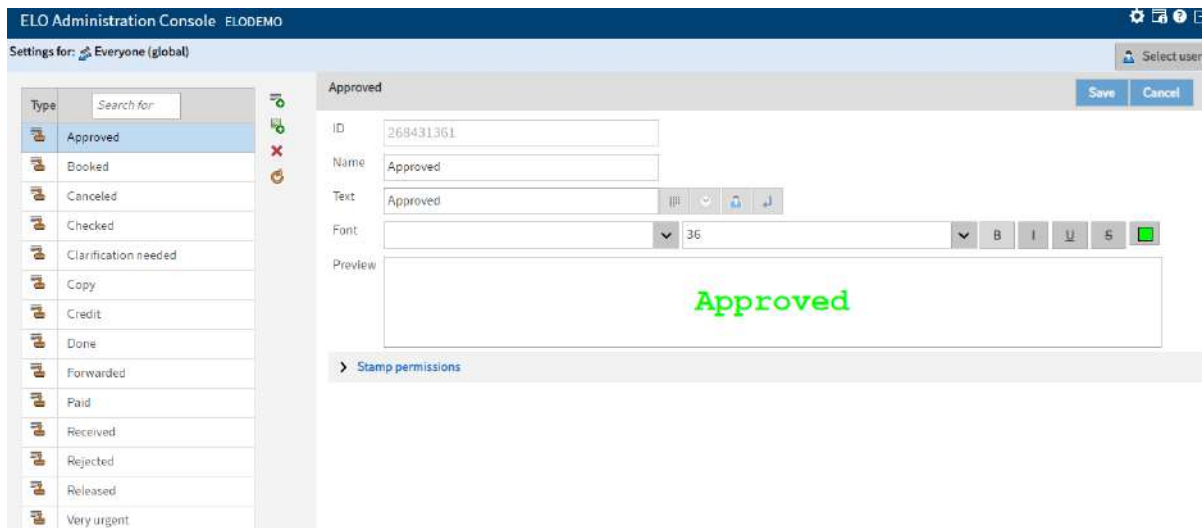 ELO Administration Console ELODEMO
Settings for: Everyone (global)
Select user
Type Search for
Approved
Booked
Canceled
Checked
Clarification needed
Copy
Credit
Done
Forwarded
Paid
Received
Rejected
Released
Very urgent
Approved
Save Cancel
ID 268431361
Name Approved
Text Approved
Font 36 B I U S
Preview
Approved
Stamp permissions